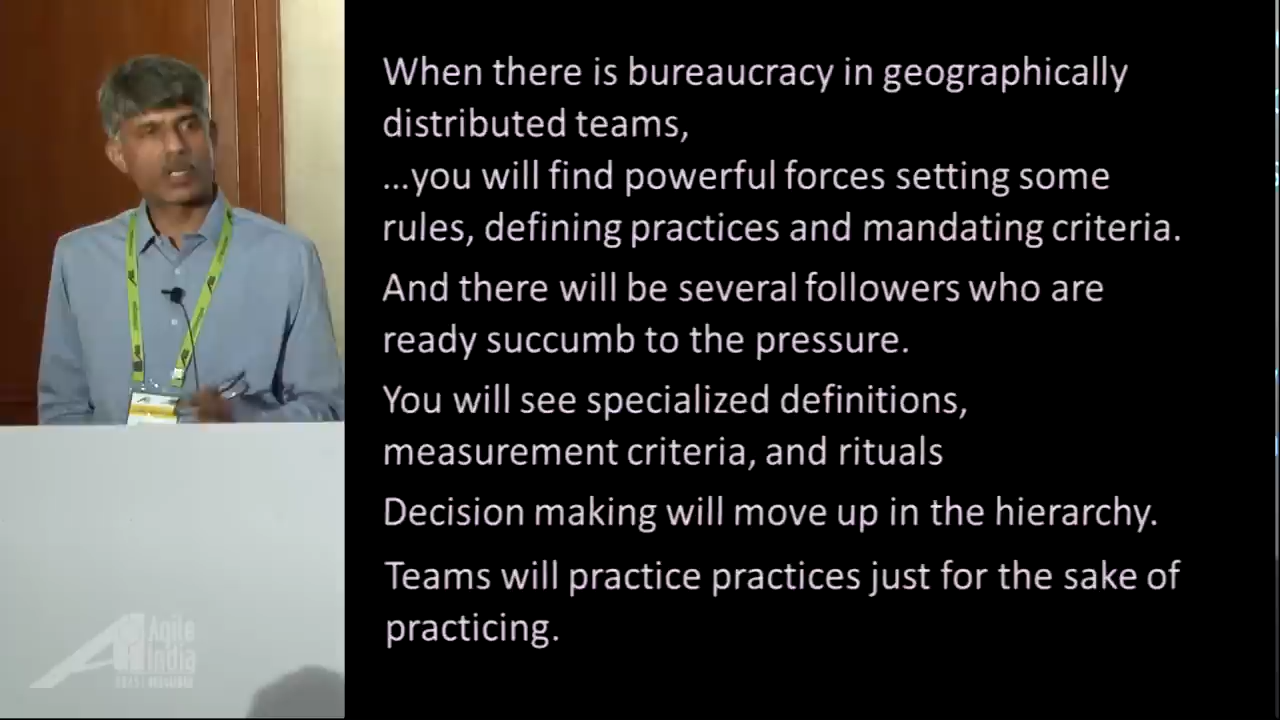 When there is bureaucracy in geographically
distributed teams,
...you will find powerful forces setting some
rules, defining practices and mandating criteria.
And there will be several followers who are
ready succumb to the pressure.
You will see specialized definitions,
measurement criteria, and rituals
Decision making will move up in the hierarchy.
Teams will practice practices just for the sake of
practicing.
Agile
India